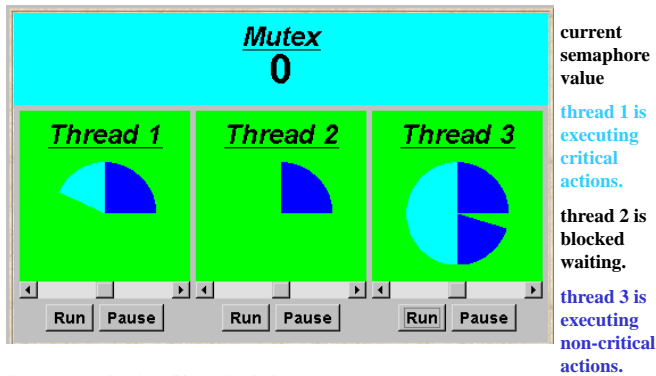 Mutex
0
current
semaphore
value
Thread 1
Thread 2
Thread 3
thread 1 is
executing
critical
actions.
thread 2 is
blocked
waiting.
thread 3 is
executing
non-critical
actions.
Run Pause
Run Pause
Run Pause